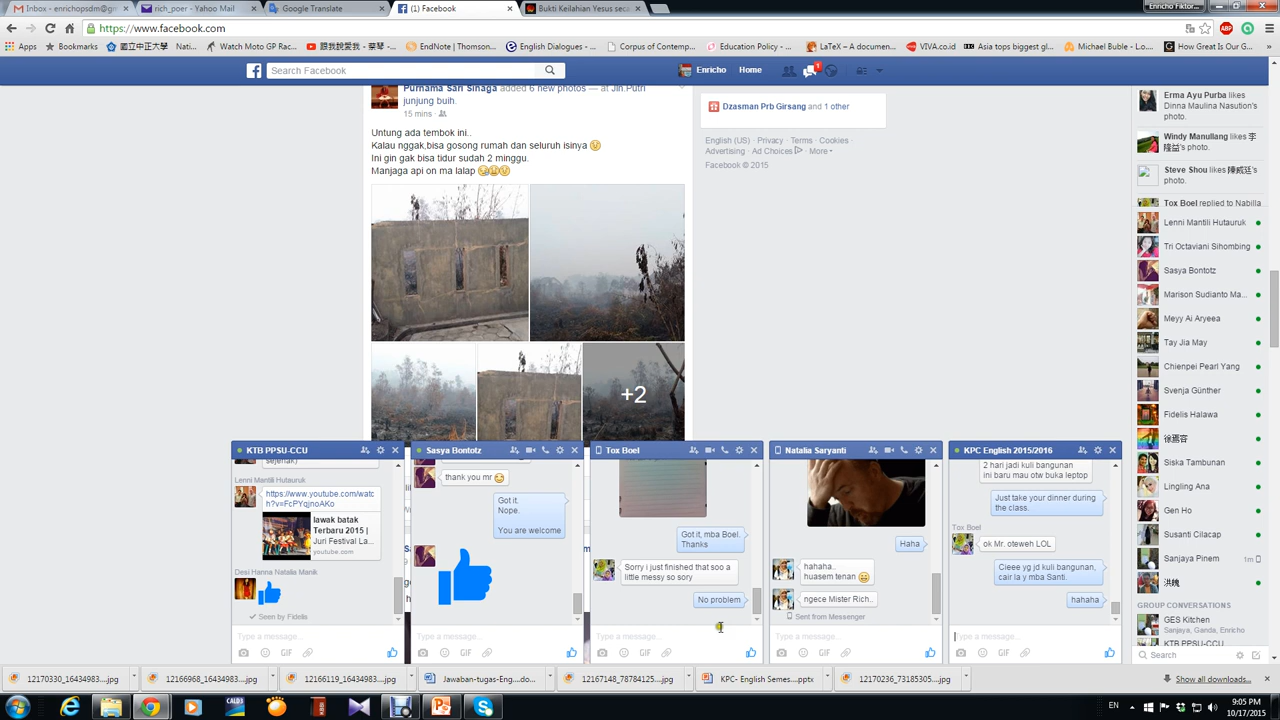 Inbox - enrichopsdm@gm
rich_poer - Yahoo Mail
Google Translate
(1) Facebook
Bukti Keilahian Yesus seca
Enricho Fiktor...
https://www.facebook.com
Apps
Bookmarks
國立中正大學
Nati...
Watch Moto GP Rac...
跟我說愛我 - 蔡琴 -...
EndNote | Thomson...
English Dialogues -...
Corpus of Contemp...
Education Policy -...
LaTeX – A documen...
VIVA.co.id
Asia tops biggest gl...
Michael Buble - Lo...
How Great Is Our G...
Search Facebook
Enricho
Home
1
Purnama Sari Sinaga added 6 new photos — at Jln.Putri
junjung buih.
15 mins
Untung ada tembok ini..
Kalau nggak,bisa gosong rumah dan seluruh isinya
Ini gin gak bisa tidur sudah 2 minggu.
Manjaga api on ma lalap
+2
Dzasman Prb Girsang and 1 other
English (US) · Privacy · Terms · Cookies ·
Advertising · Ad Choices · More
Facebook © 2015
Erma Ayu Purba likes
Dinna Maulina Nasution's
photo.
Windy Manullang likes 李
隆益's photo.
Steve Shou likes 陳威廷's
photo.
Tox Boel replied to Nabilla
Lenni Mantili Hutauruk
Tri Octaviani Sihombing
Sasya Bontotz
Marison Sudianto Ma...
Meyy Ai Aryeea
Tay Jia May
Chienpei Pearl Yang
Svenja Günther
Fidelis Halawa
Siska Tambunan
Lingling Ana
Gen Ho
Susanti Cilacap
Sanjaya Pinem
1m
GROUP CONVERSATIONS
GES Kitchen
Sanjaya, Ganda, Enricho
KTB PPSU-CCU
Search
KTB PPSU-CCU
sejenak)
Lenni Mantili Hutauruk
https://www.youtube.com/watc
h?v=FcPYqjnoAKo
lawak batak
Terbaru 2015 |
Juri Festival La...
youtube.com
Desi Hanna Natalia Manik
Seen by Fidelis
Type a message...
GIF
Sasya Bontotz
thank you mr
Got it.
Nope.
You are welcome
Type a message...
GIF
Tox Boel
Got it, mba Boel.
Thanks
Sorry i just finished that soo a
little messy so sory
No problem
Type a message...
GIF
Natalia Saryanti
Haha
hahaha..
huasem tenan
ngece Mister Rich..
Sent from Messenger
Type a message...
GIF
KPC English 2015/2016
2 hari jadi kuli bangunan
ini baru mau otw buka leptop
Just take your dinner during
the class.
Tox Boel
ok Mr. oteweh LOL
Cieee yg jd kuli bangunan,
cair la y mba Santi.
hahaha
Type a message...
GIF
12170330_16434983....jpg
12166968_16434983....jpg
12166119_16434983....jpg
Jawaban-tugas-Engl....do...
12167148_78784125....jpg
KPC- English Semes....pptx
12170236_73185305....jpg
Show all downloads...
CALD3
EN
9:05 PM
10/17/2015